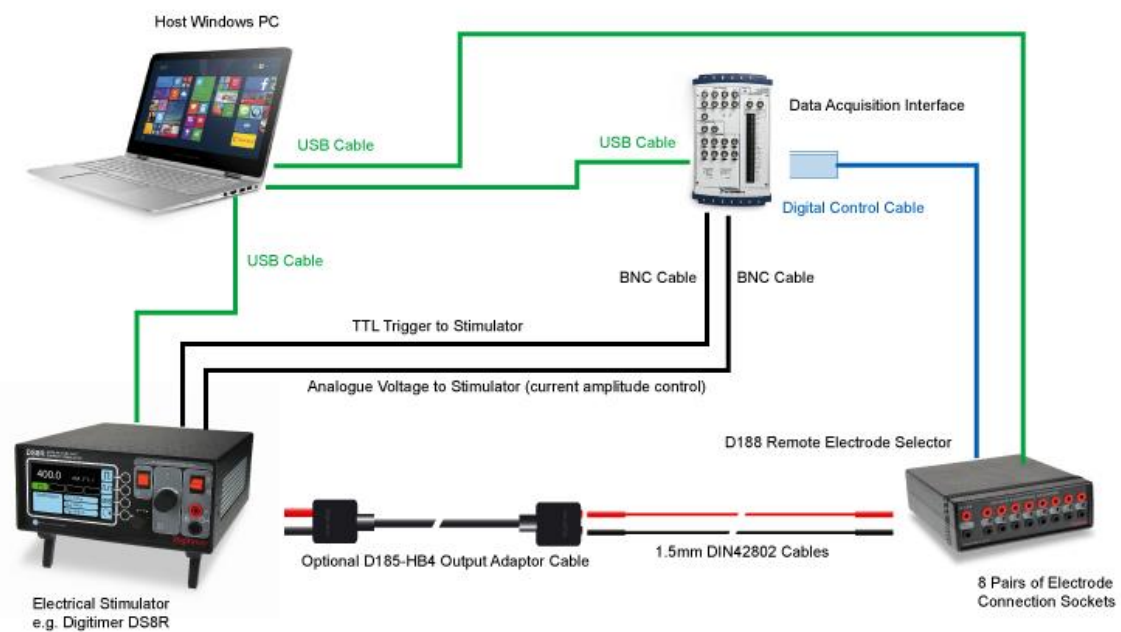 Host Windows PC
Data Acquisition Interface
USB Cable
USB Cable
Digital Control Cable
USB Cable
BNC Cable
BNC Cable
TTL Trigger to Stimulator
Analogue Voltage to Stimulator (current amplitude control)
D188 Remote Electrode Selector
DS8R
400.0
Optional D185-HB4 Output Adaptor Cable
1.5mm DIN42802 Cables
8 Pairs of Electrode
Connection Sockets
Electrical Stimulator
e.g. Digitimer DS8R